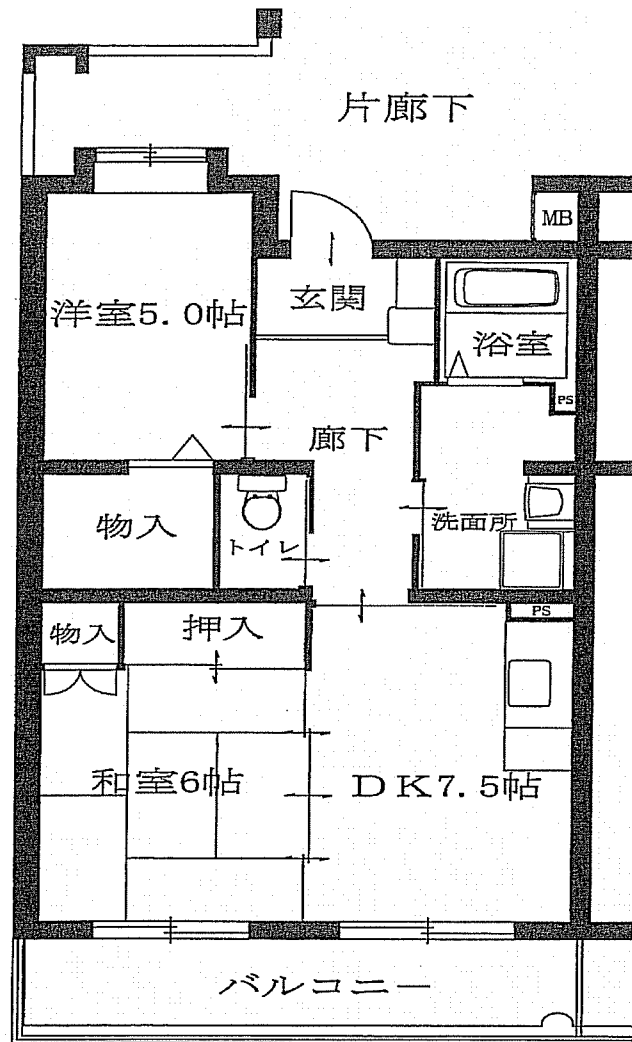 片廊下
MB
洋室5.0帖
玄関
浴室
PS
廊下
物入
トイレ
洗面所
物入
押入
PS
和室6帖
DK7.5帖
バルコニー